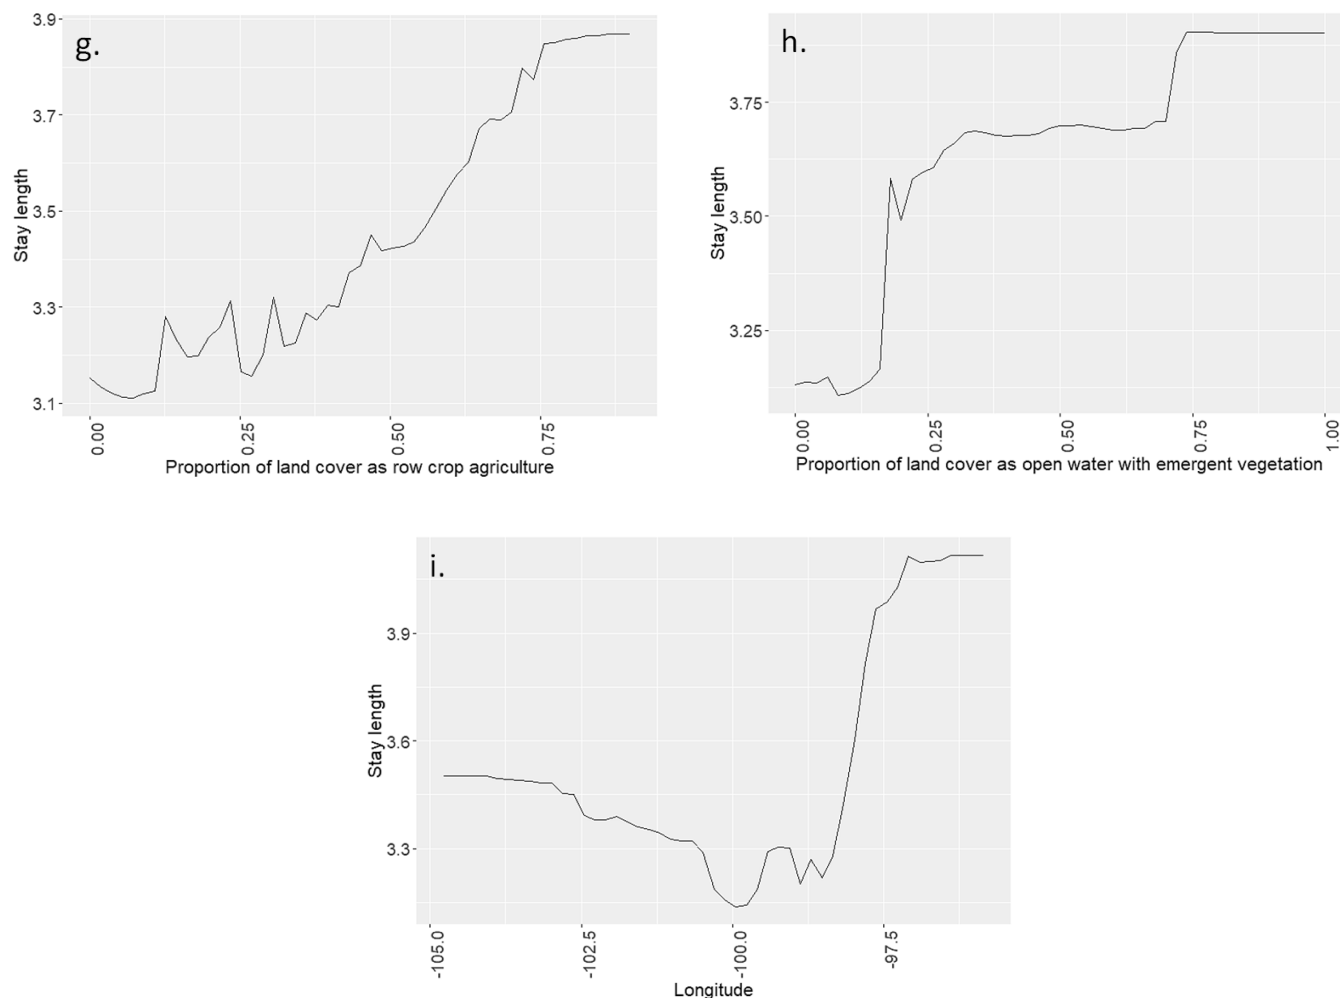 g.
3.9
3.7
3.5
3.3
3.1
Stay length
0.00
0.25
0.50
0.75
Proportion of land cover as row crop agriculture
h.
3.75
3.50
3.25
Stay length
0.00
0.25
0.50
0.75
1.00
Proportion of land cover as open water with emergent vegetation
i.
3.9
3.6
3.3
Stay length
-105.0
-102.5
-100.0
-97.5
Longitude